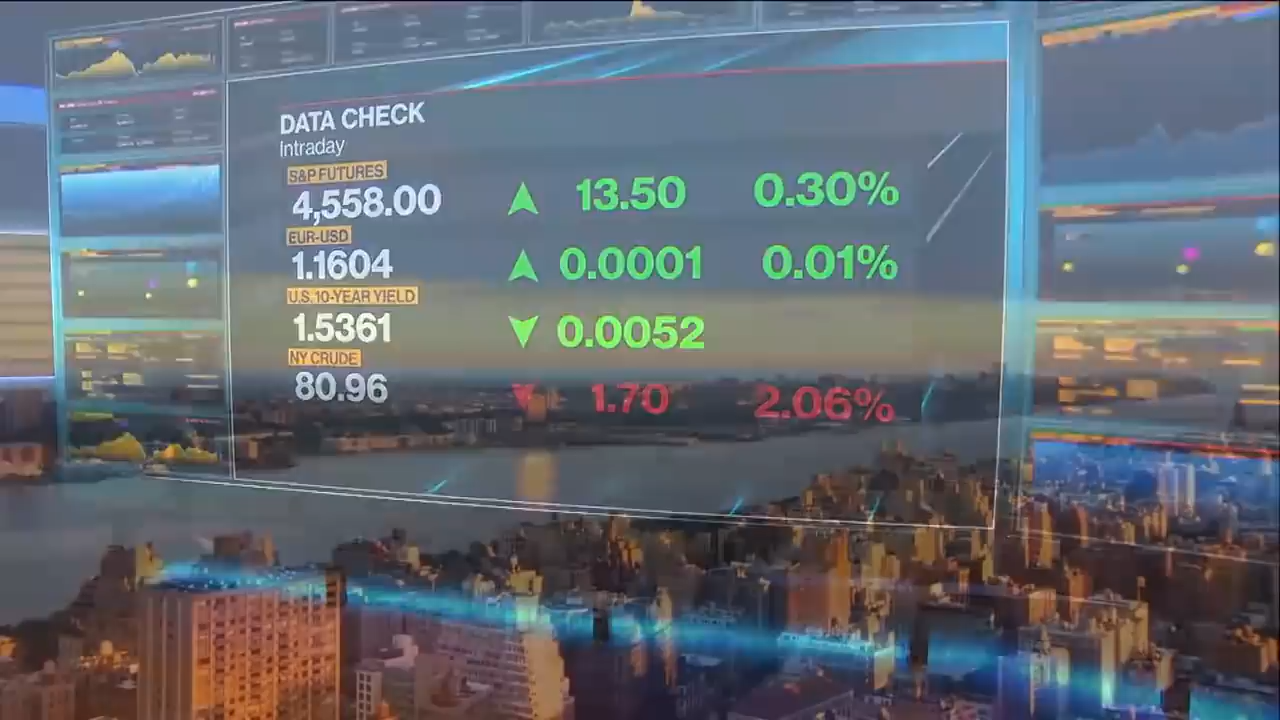 DATA CHECK
Intraday
S&P FUTURES
4,558.00 13.50 0.30%
EUR-USD
1.1604 0.0001 0.01%
U.S. 10-YEAR YIELD
1.5361 0.0052
NY CRUDE
80.96 1.70 2.06%